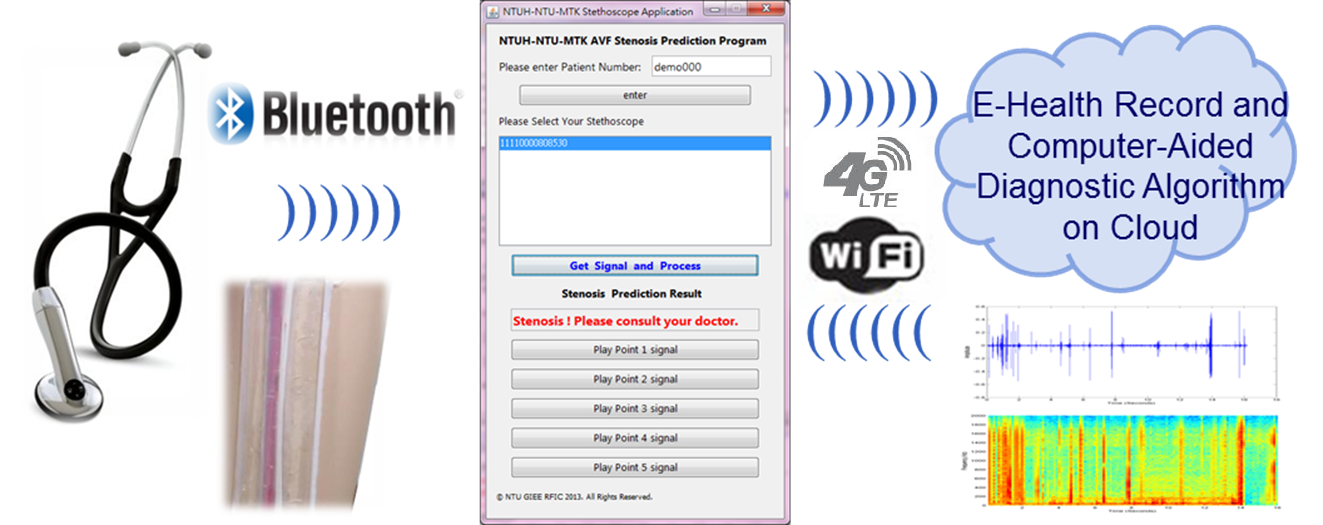 Bluetooth®
NTUH-NTU-MTK Stethoscope Application
NTUH-NTU-MTK AVF Stenosis Prediction Program
Please enter Patient Number:
demo000
enter
Please Select Your Stethoscope
11110000808530
Get Signal and Process
Stenosis Prediction Result
Stenosis ! Please consult your doctor.
Play Point 1 signal
Play Point 2 signal
Play Point 3 signal
Play Point 4 signal
Play Point 5 signal
© NTU GIEE RFIC 2013. All Rights Reserved.
4G
LTE
Wi Fi
E-Health Record and
Computer-Aided
Diagnostic Algorithm
on Cloud